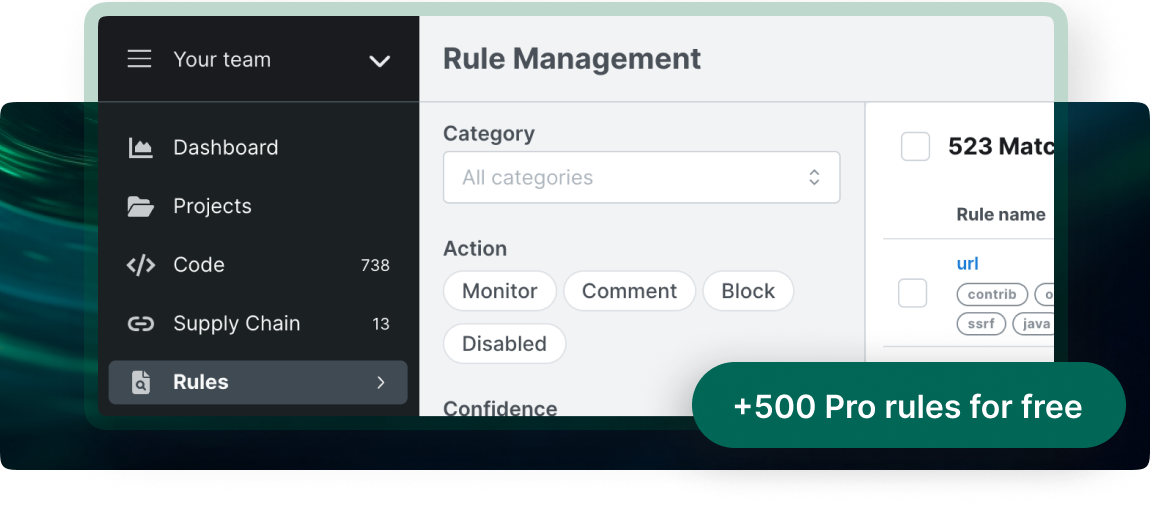 Your team
Dashboard
Projects
Code 738
Supply Chain 13
Rules
Rule Management
Category
All categories
Action
Monitor Comment Block
Disabled
Confidence
523
Rule name
url
contrib
ssrf java
+500 Pro rules for free